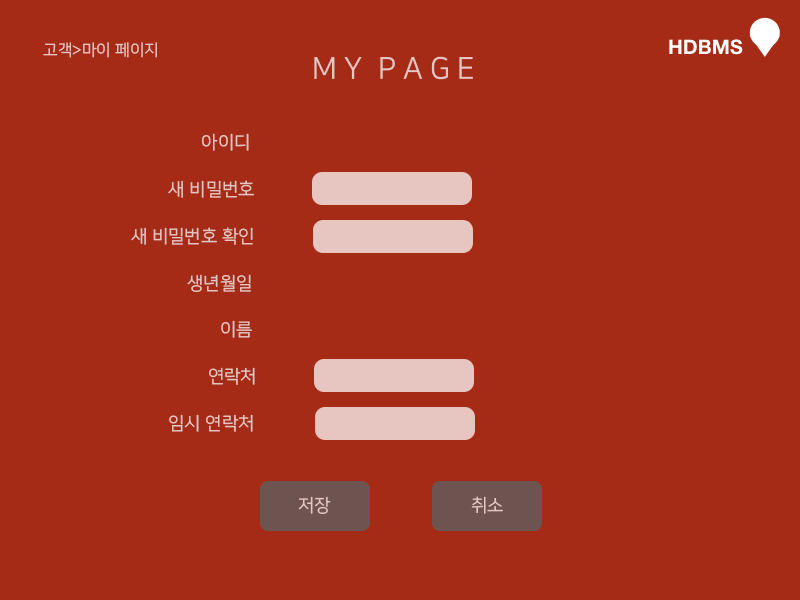 고객>마이 페이지
HDBMS
MY PAGE
아이디
새 비밀번호
새 비밀번호 확인
생년월일
이름
연락처
임시 연락처
저장
취소